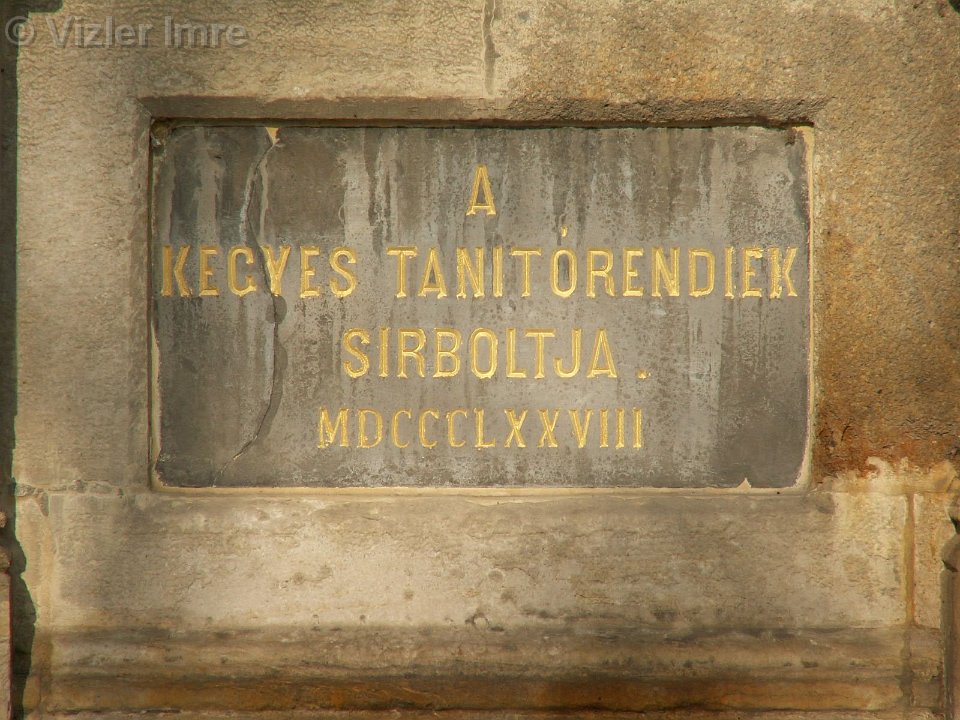 © Vizler Imre
A
KEGYES TANITÓRENDIEK
SIRBOLTJA.
MDCCCLXXVIII